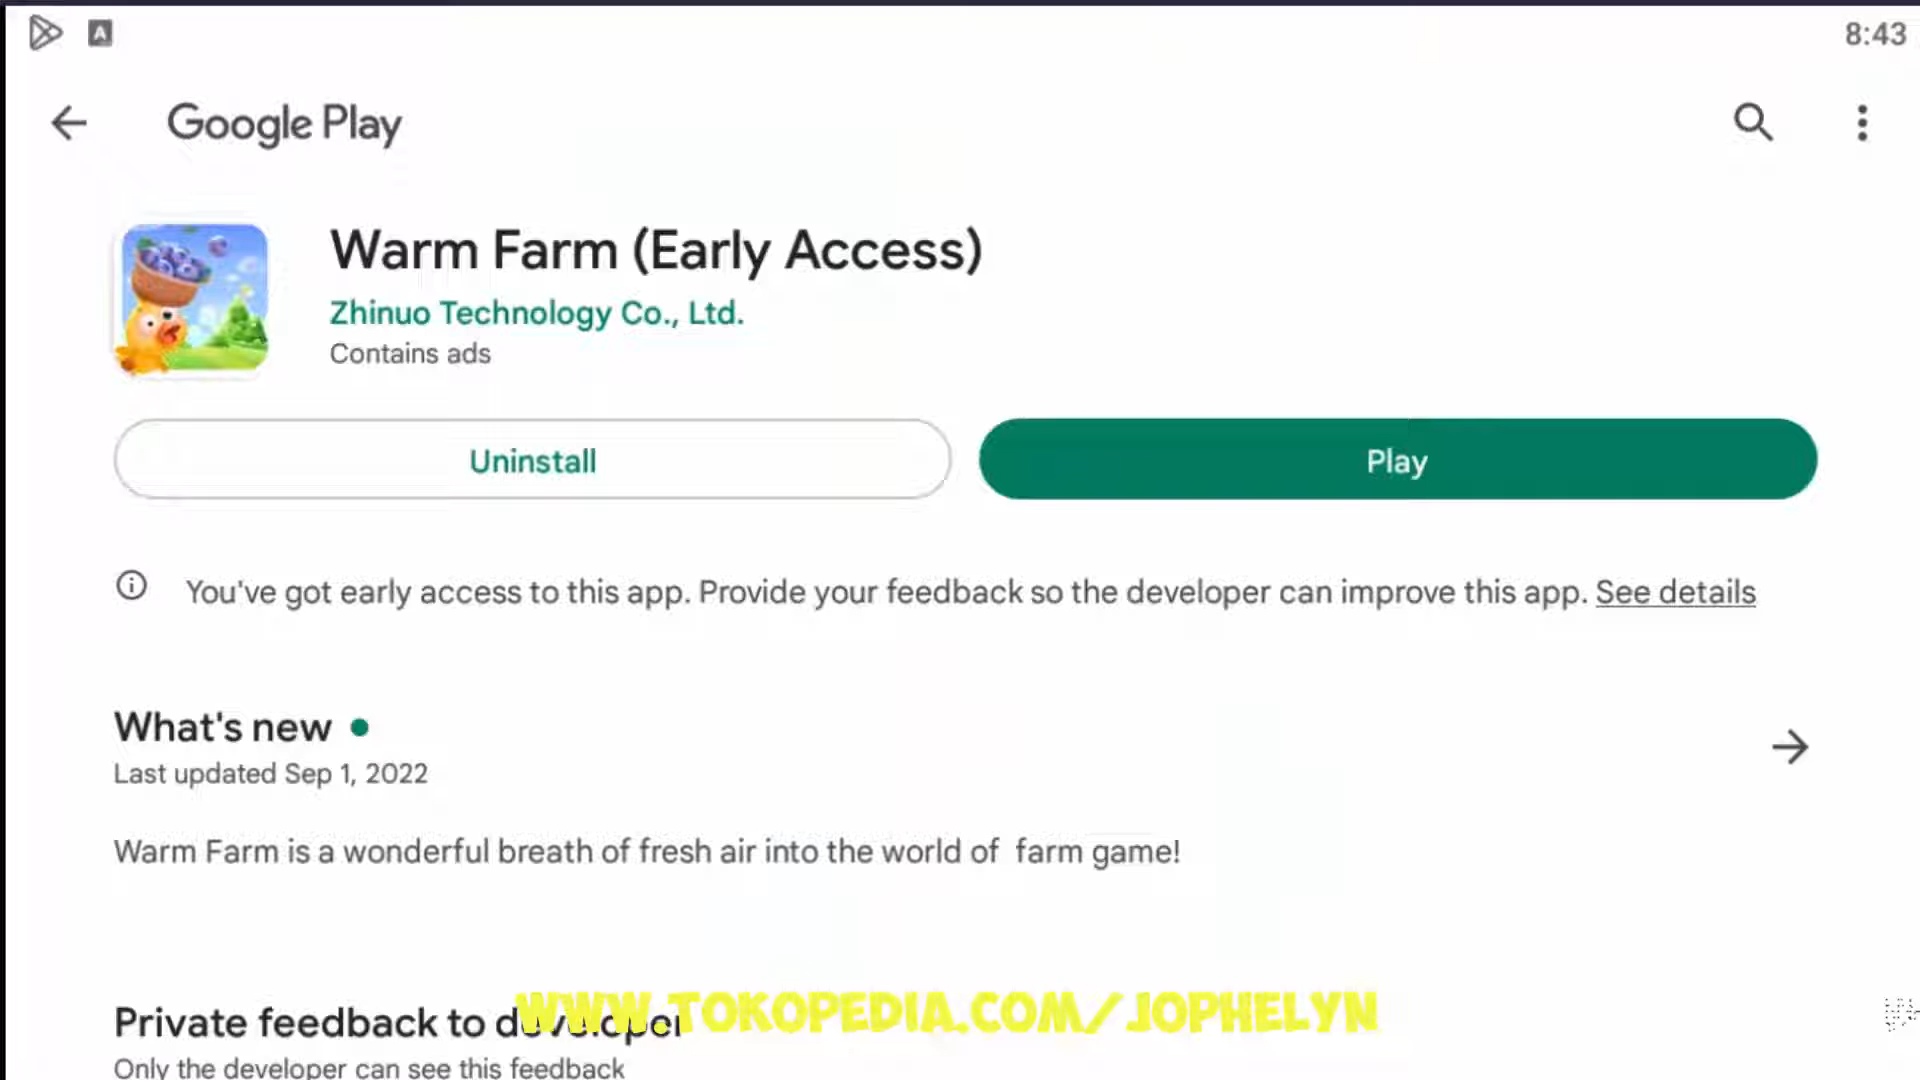 A
8:43
Google Play
Warm Farm (Early Access)
Zhinuo Technology Co., Ltd.
Contains ads
Uninstall
Play
You've got early access to this app. Provide your feedback so the developer can improve this app. See details
What's new
Last updated Sep 1, 2022
Warm Farm is a wonderful breath of fresh air into the world of  farm game!
Private feedback to developer
WWW.TOKOPEDIA.COM/JOPHELYN
Only the developer can see this feedback